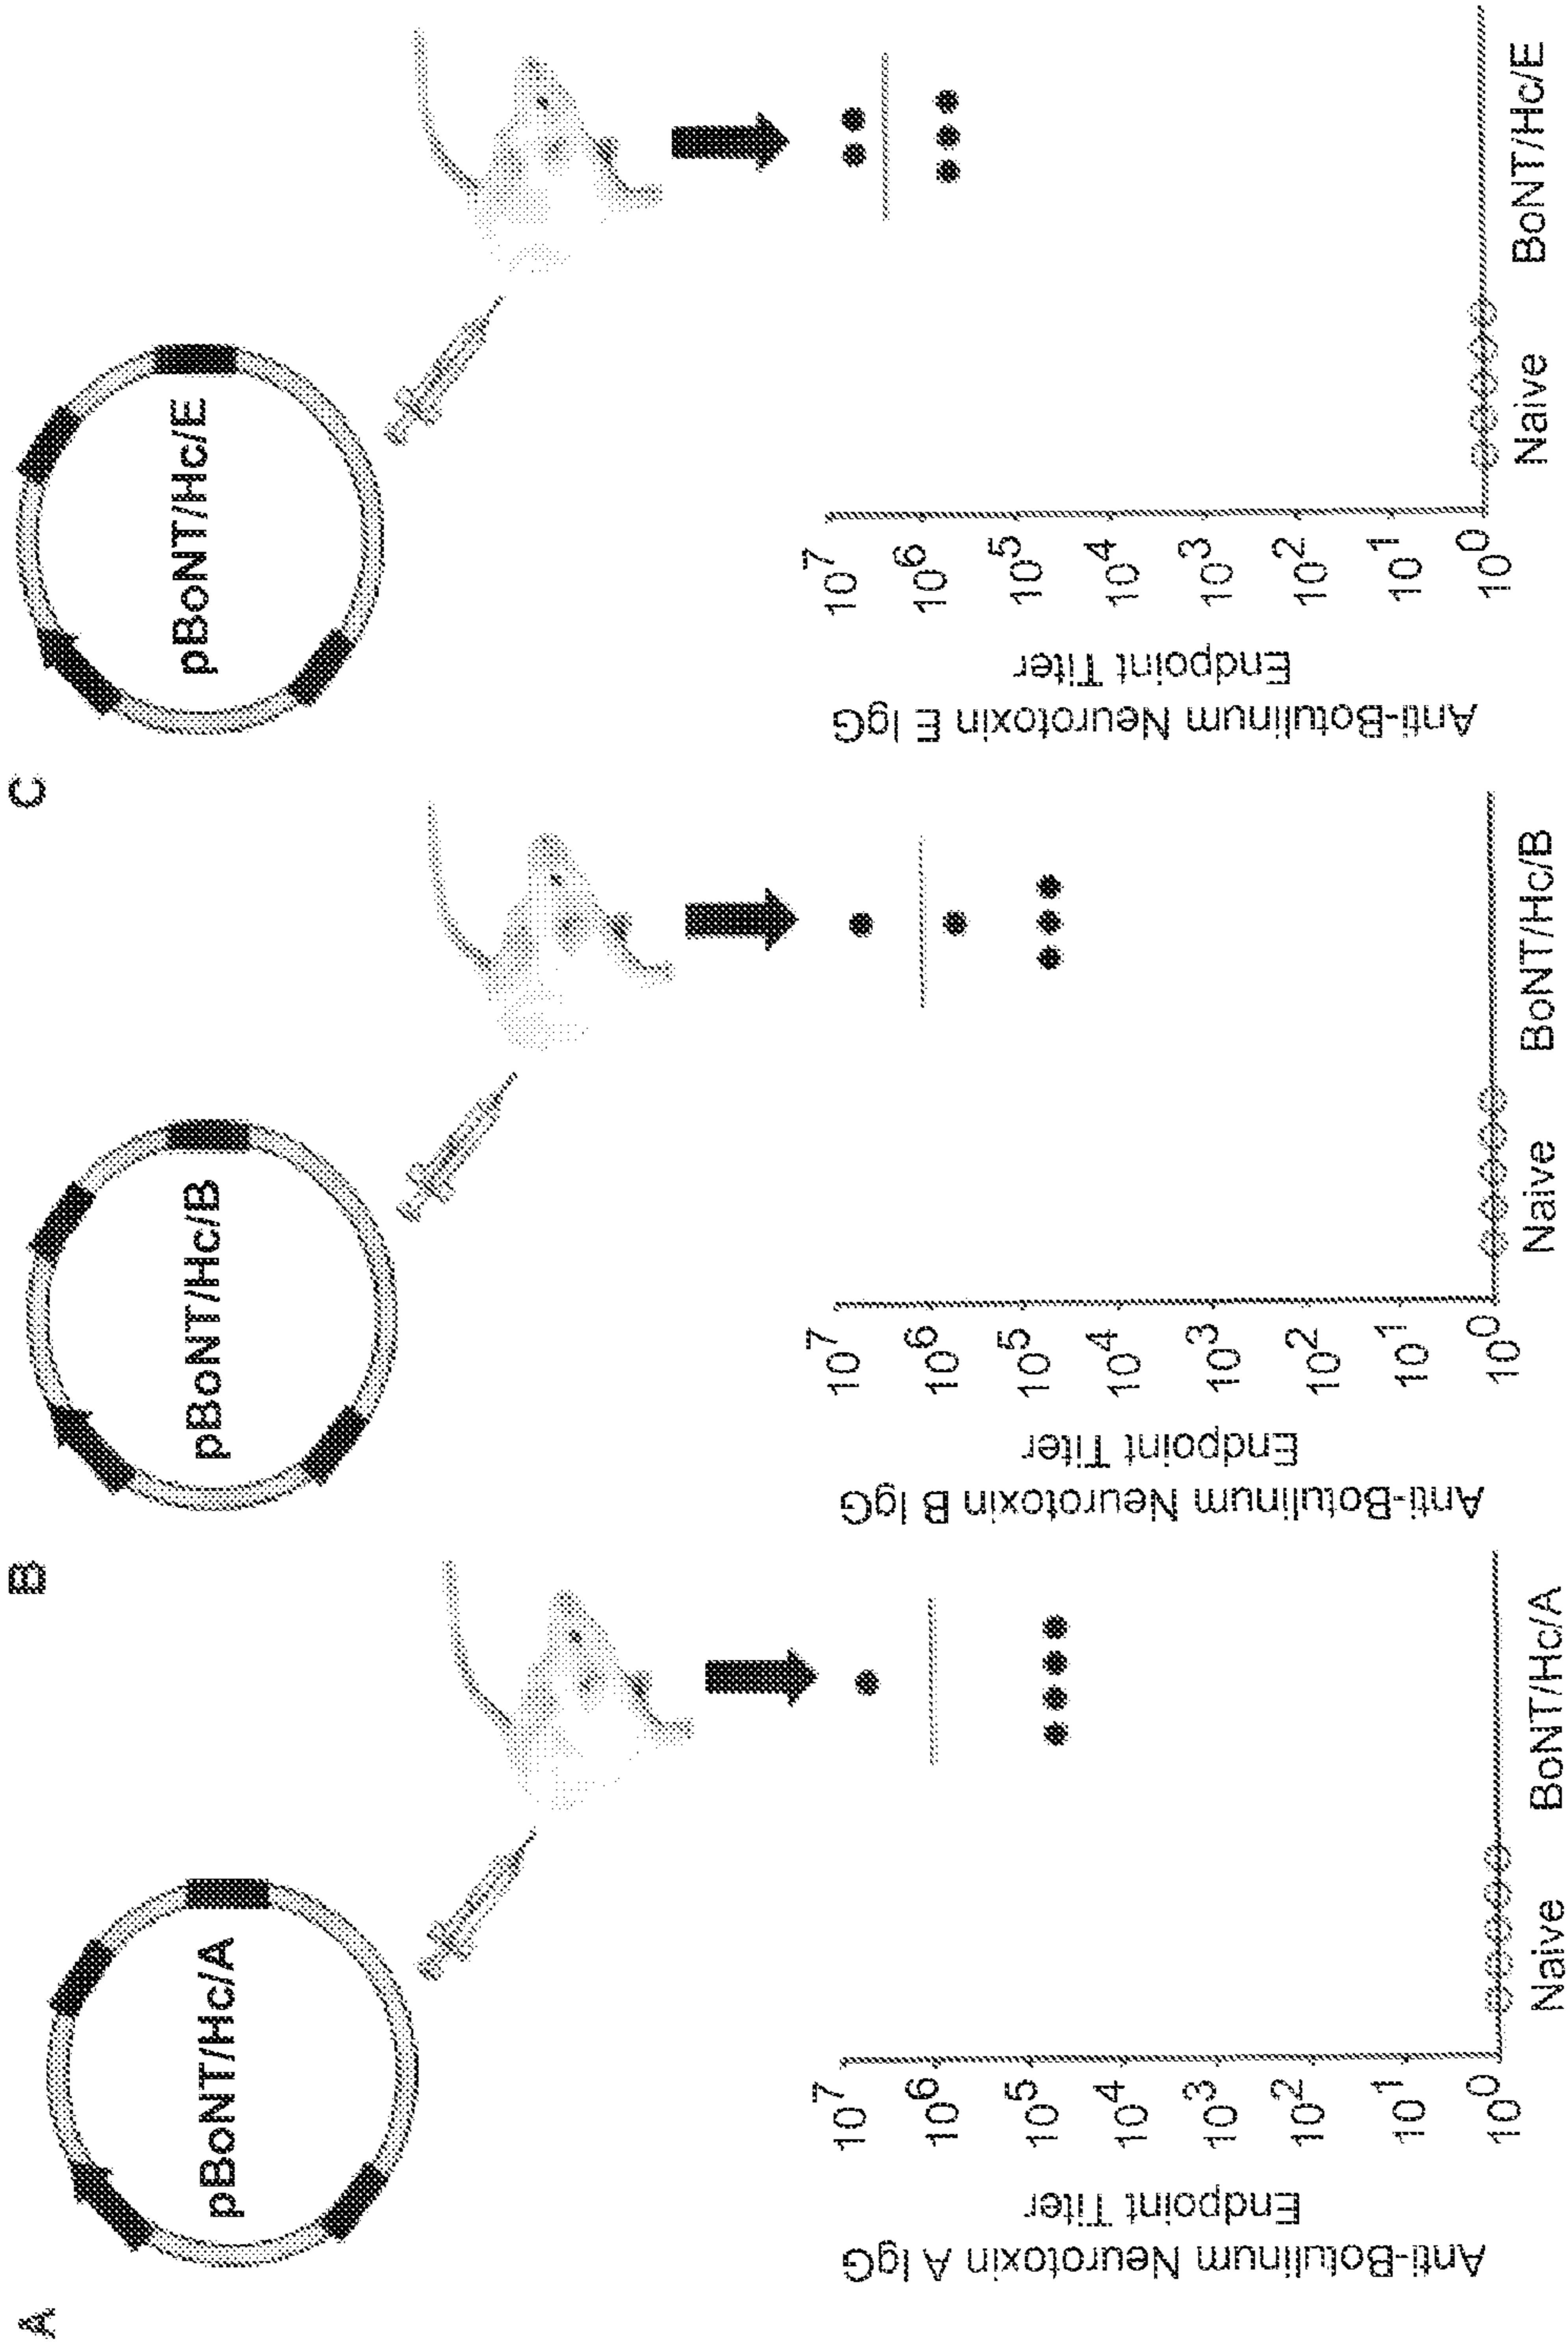 A
pBoNT/Hc/A
Anti-Botulinum Neurotoxin A IgG
Endpoint Titer
10^7
10^6
10^5
10^4
10^3
10^2
10^1
10^0
Naive
BoNT/Hc/A
B
pBoNT/Hc/B
Anti-Botulinum Neurotoxin B IgG
Endpoint Titer
10^7
10^6
10^5
10^4
10^3
10^2
10^1
10^0
Naive
BoNT/Hc/B
C
pBoNT/Hc/E
Anti-Botulinum Neurotoxin E IgG
Endpoint Titer
10^7
10^6
10^5
10^4
10^3
10^2
10^1
10^0
Naive
BoNT/Hc/E